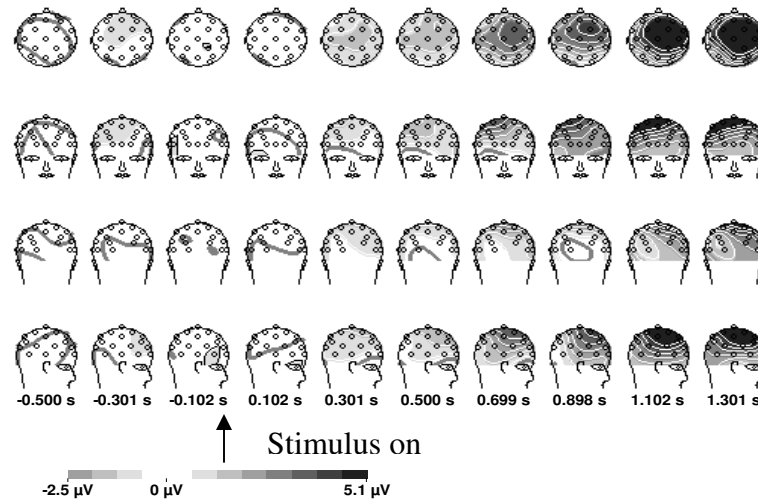 -0.500 s -0.301 s -0.102 s 0.102 s 0.301 s 0.500 s 0.699 s 0.898 s 1.102 s 1.301 s
Stimulus on
-2.5 µV 0 µV 5.1 µV